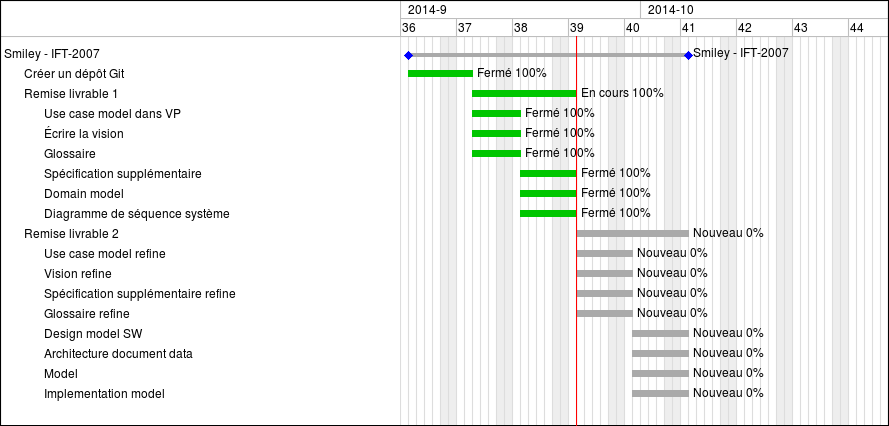 2014-9 2014-10
36 37 38 39 40 41 42 43 44
Smiley - IFT-2007 Smiley - IFT-2007
Créer un dépôt Git Fermé 100%
Remise livrable 1 En cours 100%
Use case model dans VP Fermé 100%
Écrire la vision Fermé 100%
Glossaire Fermé 100%
Spécification supplémentaire Fermé 100%
Domain model Fermé 100%
Diagramme de séquence système Fermé 100%
Remise livrable 2 Nouveau 0%
Use case model refine Nouveau 0%
Vision refine Nouveau 0%
Spécification supplémentaire refine Nouveau 0%
Glossaire refine Nouveau 0%
Design model SW Nouveau 0%
Architecture document data Nouveau 0%
Model Nouveau 0%
Implementation model Nouveau 0%